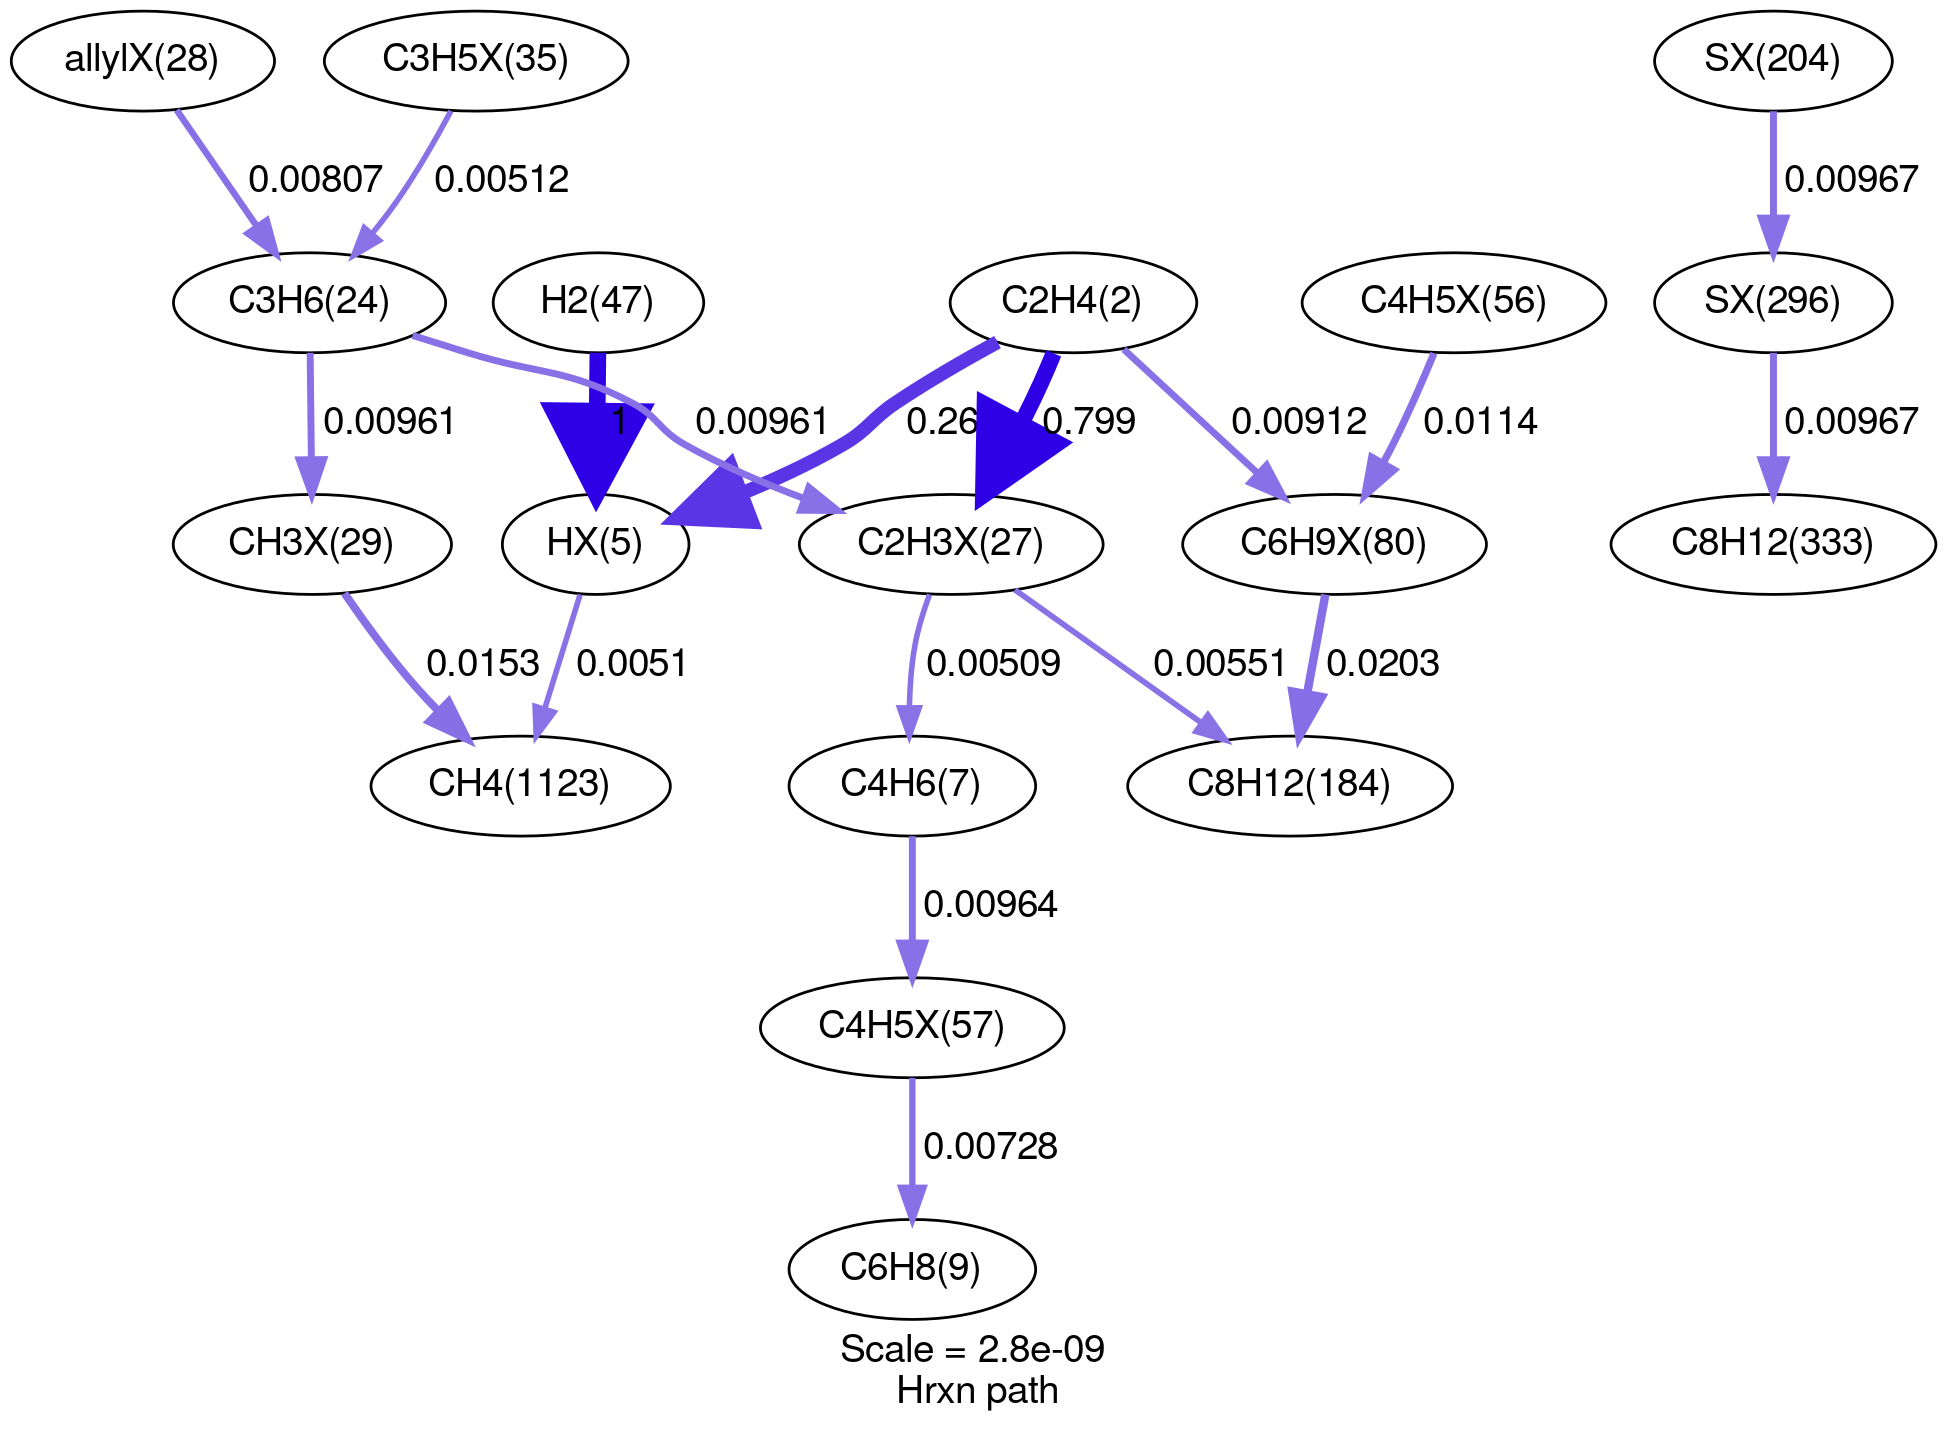 allylX(28)
C3H5X(35)
SX(204)
0.00807
0.00512
0.00967
C3H6(24)
H2(47)
C2H4(2)
C4H5X(56)
SX(296)
0.00961
1
0.00961
0.26
0.799
0.00912
0.0114
0.00967
CH3X(29)
HX(5)
C2H3X(27)
C6H9X(80)
C8H12(333)
0.0153
0.0051
0.00509
0.00551
0.0203
CH4(1123)
C4H6(7)
C8H12(184)
0.00964
C4H5X(57)
0.00728
C6H8(9)
Scale = 2.8e-09
Hrxn path